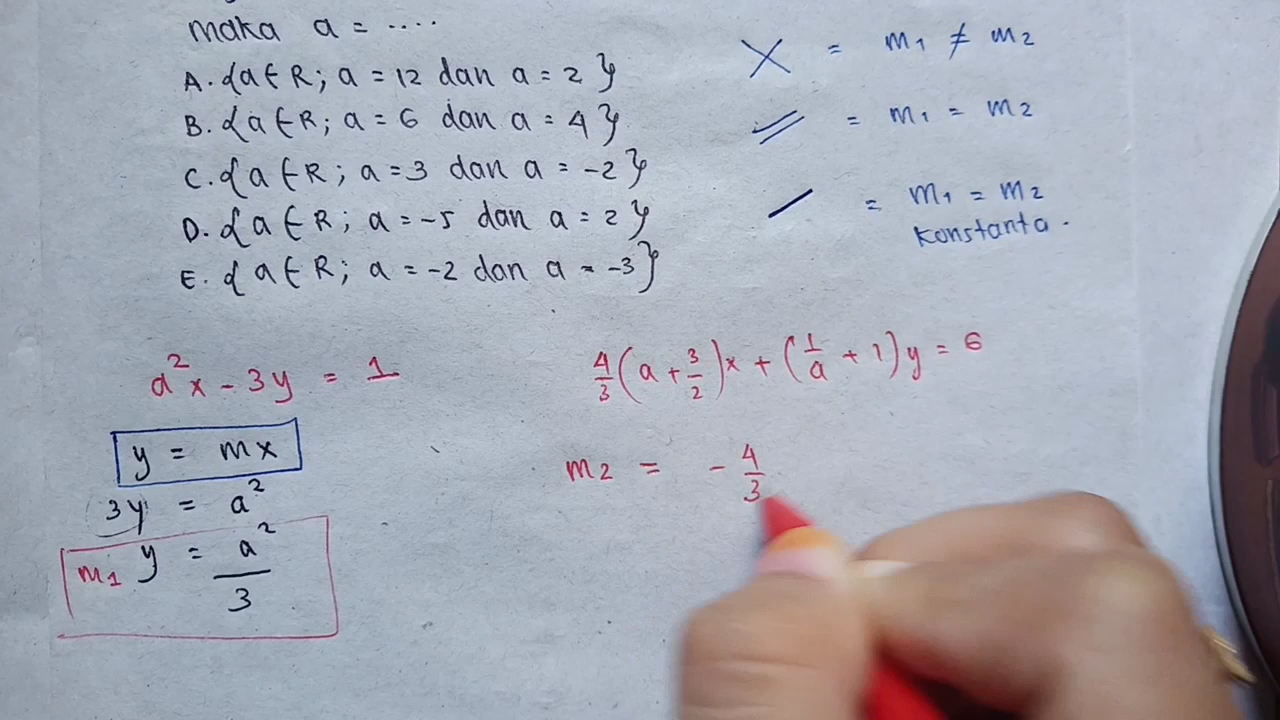 maka a = ....
A. {a ∈ R; a = 12 dan a = 2}
B. {a ∈ R; a = 6 dan a = 4}
C. {a ∈ R; a = 3 dan a = -2}
D. {a ∈ R; a = -5 dan a = 2}
E. {a ∈ R; a = -2 dan a = -3}
= m1 ≠ m2
= m1 = m2
= m1 = m2
konstanta.
a²x - 3y = 1
y = mx
3y = a²
m1 y = a²/3
4/3(a + 3/2)x + (1/a + 1)y = 6
m2 = - 4/3